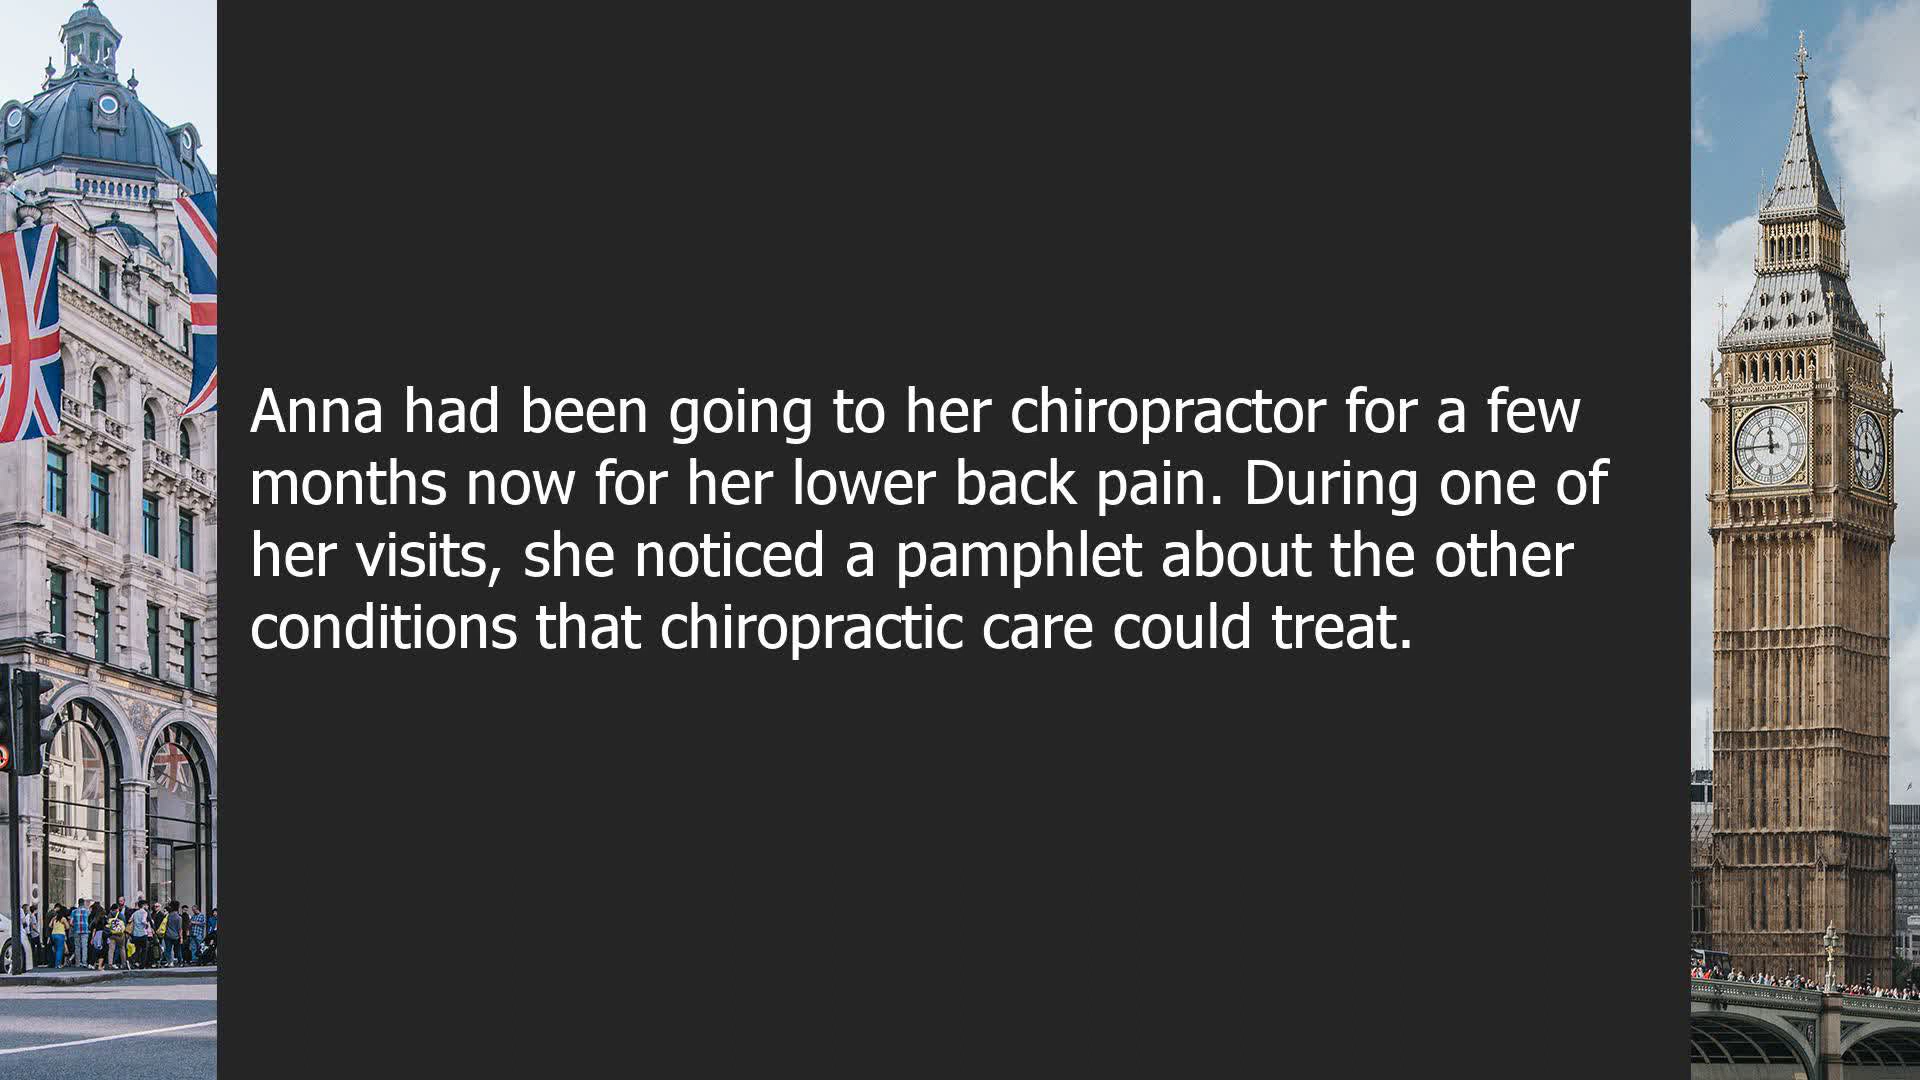 Anna had been going to her chiropractor for a few
months now for her lower back pain. During one of
her visits, she noticed a pamphlet about the other
conditions that chiropractic care could treat.